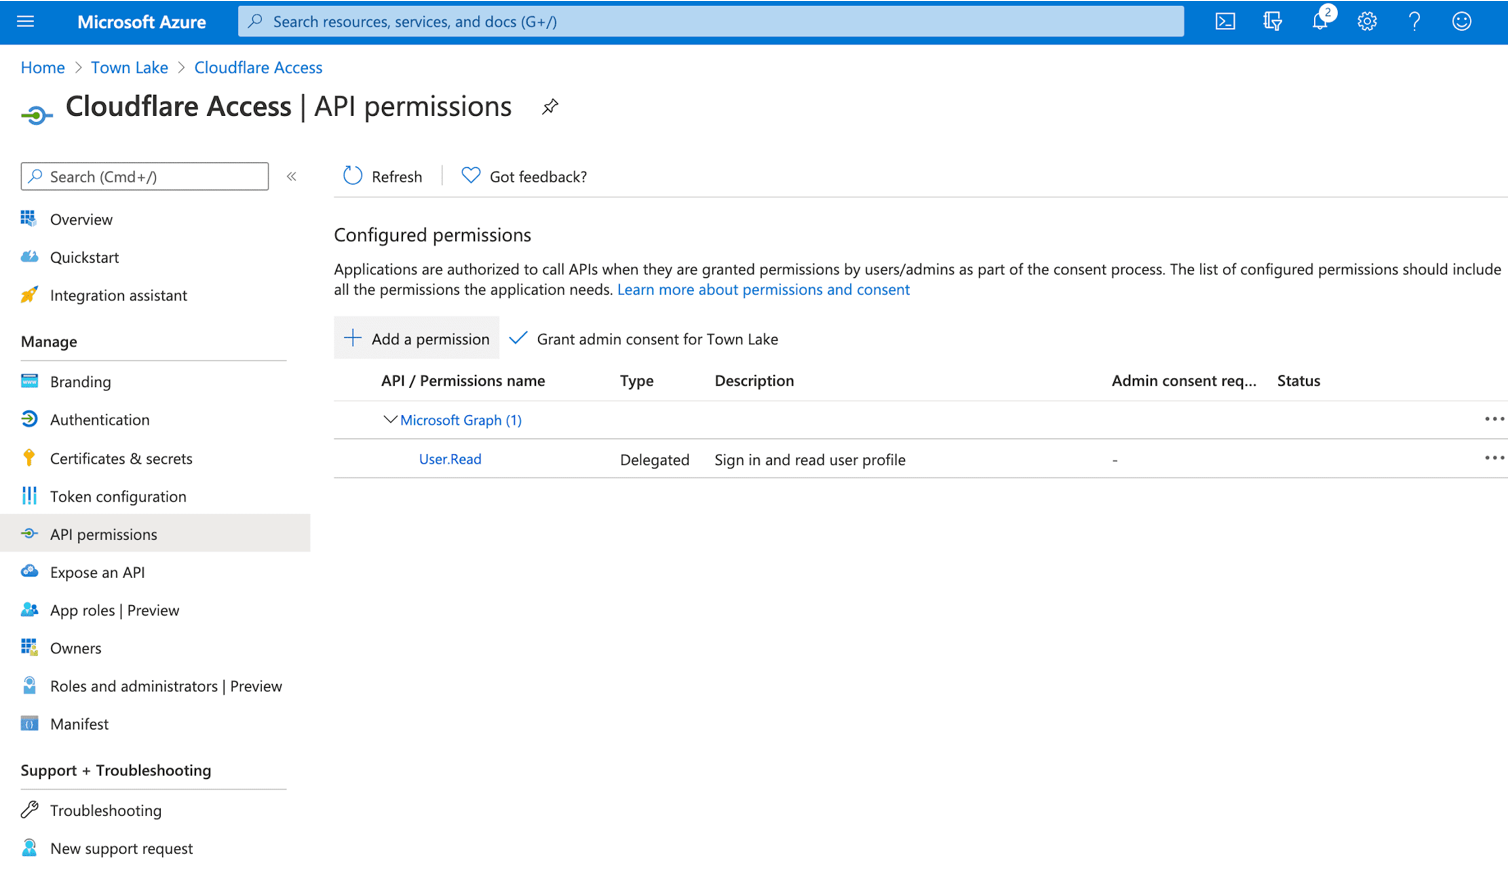 Microsoft Azure
Search resources, services, and docs (G+/)
2
Home > Town Lake > Cloudflare Access
Cloudflare Access | API permissions
Search (Cmd+/)
«
Overview
Quickstart
Integration assistant
Manage
Branding
Authentication
Certificates & secrets
Token configuration
API permissions
Expose an API
App roles | Preview
Owners
Roles and administrators | Preview
Manifest
Support + Troubleshooting
Troubleshooting
New support request
Refresh
Got feedback?
Configured permissions
Applications are authorized to call APIs when they are granted permissions by users/admins as part of the consent process. The list of configured permissions should include
all the permissions the application needs. Learn more about permissions and consent
Add a permission
Grant admin consent for Town Lake
API / Permissions name Type Description Admin consent req... Status
Microsoft Graph (1) ...
User.Read Delegated Sign in and read user profile - ...